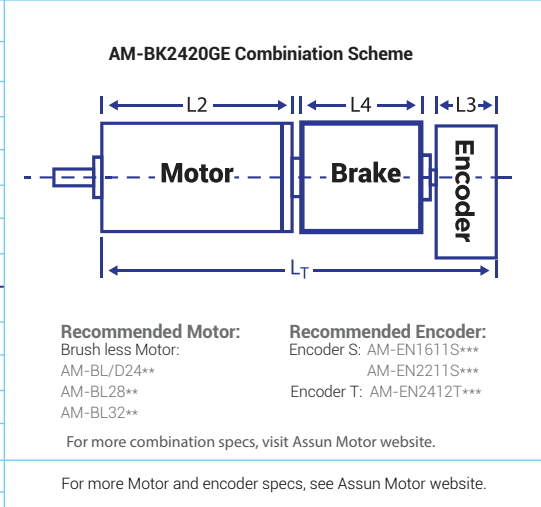 AM-BK2420GE Combiniation Scheme
L2 L4 L3
Motor Brake Encoder
LT
Recommended Motor:
Brush less Motor:
AM-BL/D24**
AM-BL28**
AM-BL32**
Recommended Encoder:
Encoder S: AM-EN1611S***
AM-EN2211S***
Encoder T: AM-EN2412T***
For more combination specs, visit Assun Motor website.
For more Motor and encoder specs, see Assun Motor website.